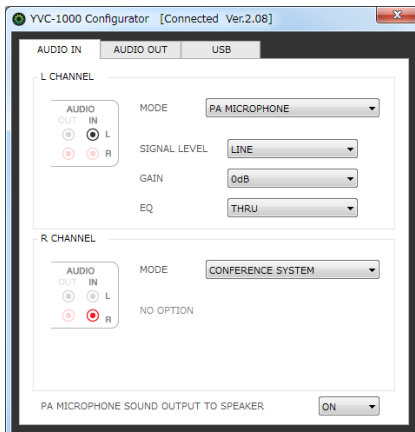 YVC-1000 Configurator [Connected Ver.2.08]
AUDIO IN AUDIO OUT USB
L CHANNEL
AUDIO
OUT IN
L
R
MODE PA MICROPHONE
SIGNAL LEVEL LINE
GAIN 0dB
EQ THRU
R CHANNEL
AUDIO
OUT IN
L
R
MODE CONFERENCE SYSTEM
NO OPTION
PA MICROPHONE SOUND OUTPUT TO SPEAKER ON